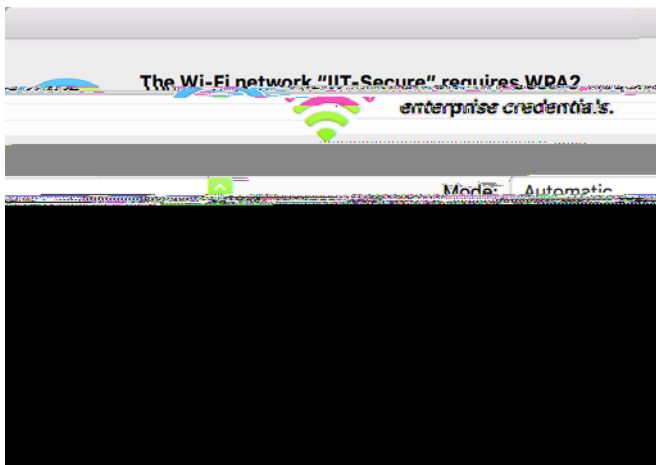 The Wi-Fi network “IIT-Secure” requires WPA2
enterprise credentials.
Mode: Automatic